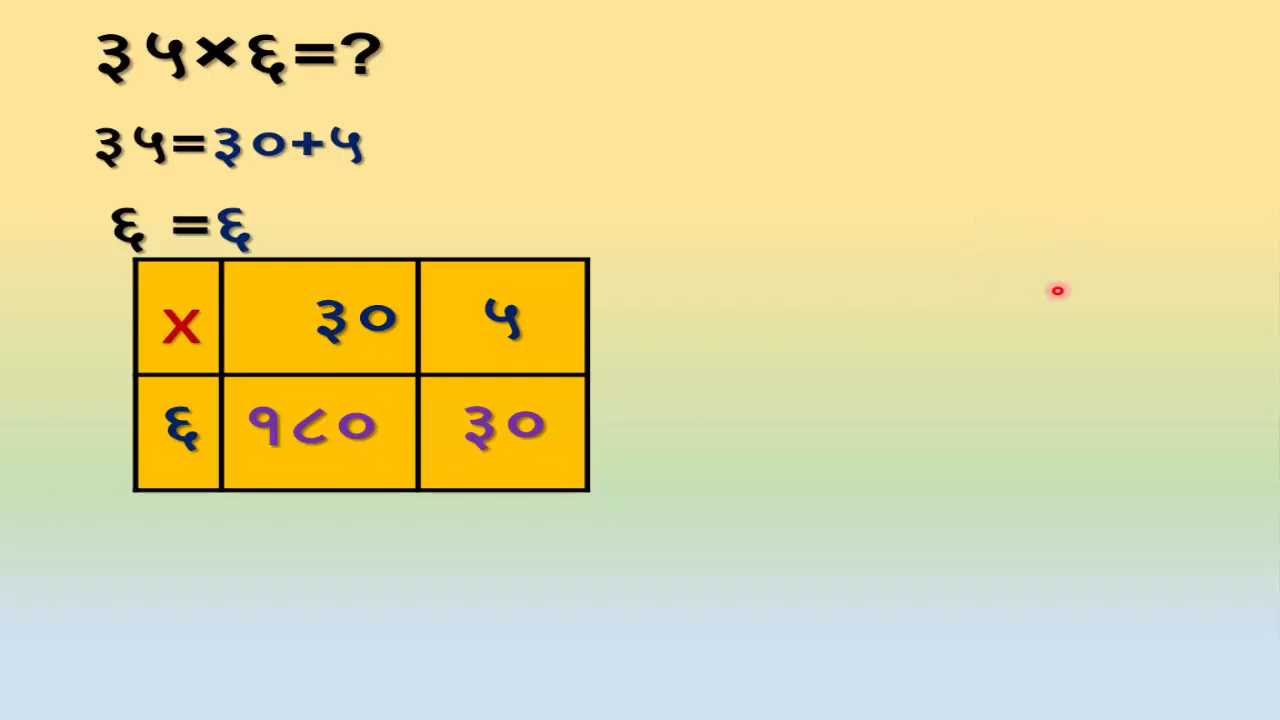 ३५×६=?
३५=३०+५
६ =६
x ३० ५
६ १८० ३०